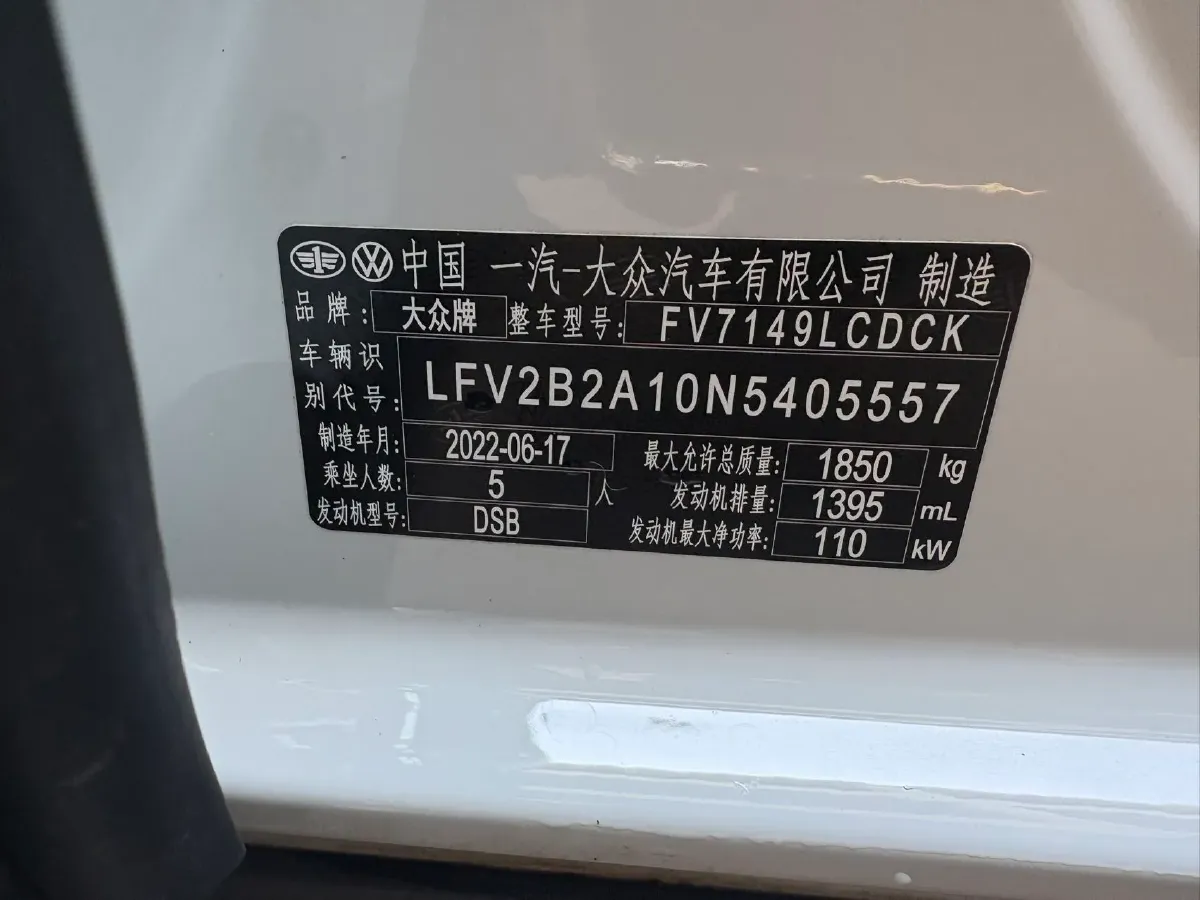 中国 一汽-大众汽车有限公司 制造
品牌: 大众牌 整车型号: FV7149LCDCK
车辆识别代号: LFV2B2A10N5405557
制造年月: 2022-06-17 最大允许总质量: 1850 kg
乘坐人数: 5 人 发动机排量: 1395 mL
发动机型号: DSB 发动机最大净功率: 110 kW